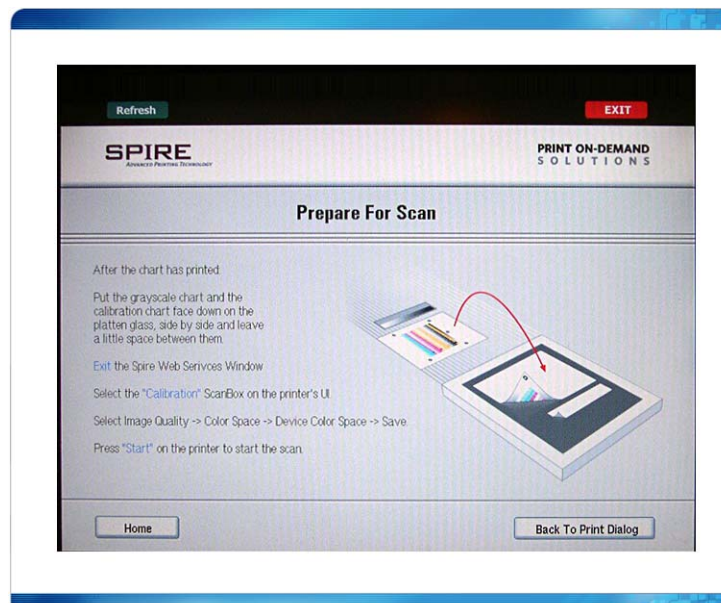 Refresh
EXIT
SPIRE
ADVANCED PRINTING TECHNOLOGY
PRINT ON-DEMAND
SOLUTIONS
Prepare For Scan
After the chart has printed
Put the grayscale chart and the
calibration chart face down on the
platten glass, side by side and leave
a little space between them.
Exit the Spire Web Serivces Window
Select the "Calibration" ScanBox on the printer's UI.
Select Image Quality -> Color Space -> Device Color Space -> Save.
Press "Start" on the printer to start the scan.
Home
Back To Print Dialog